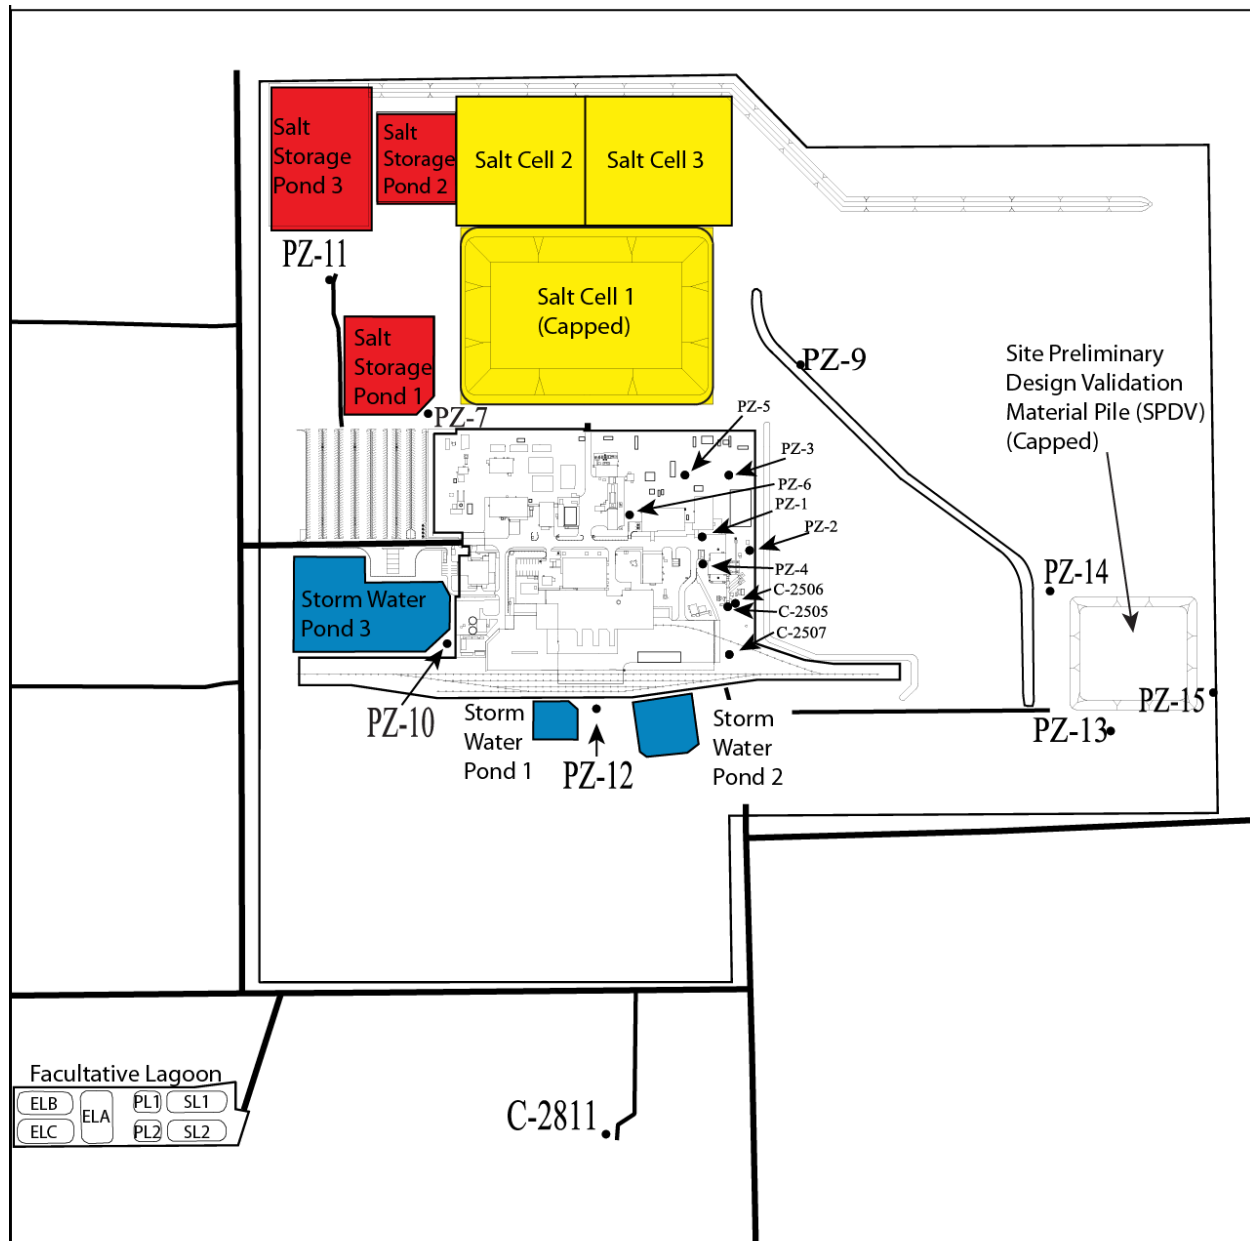 Salt
Storage
Pond 3
Salt
Storage
Pond 2
Salt Cell 2
Salt Cell 3
PZ-11
Salt Cell 1
(Capped)
Salt
Storage
Pond 1
PZ-9
Site Preliminary
Design Validation
Material Pile (SPDV)
(Capped)
PZ-7
PZ-5
PZ-3
PZ-6
PZ-1
PZ-2
PZ-4
PZ-14
C-2506
C-2505
C-2507
Storm Water
Pond 3
PZ-10
Storm
Water
Pond 1
PZ-12
Storm
Water
Pond 2
PZ-15
PZ-13
Facultative Lagoon
ELB
ELA
PL1
SL1
ELC
PL2
SL2
C-2811